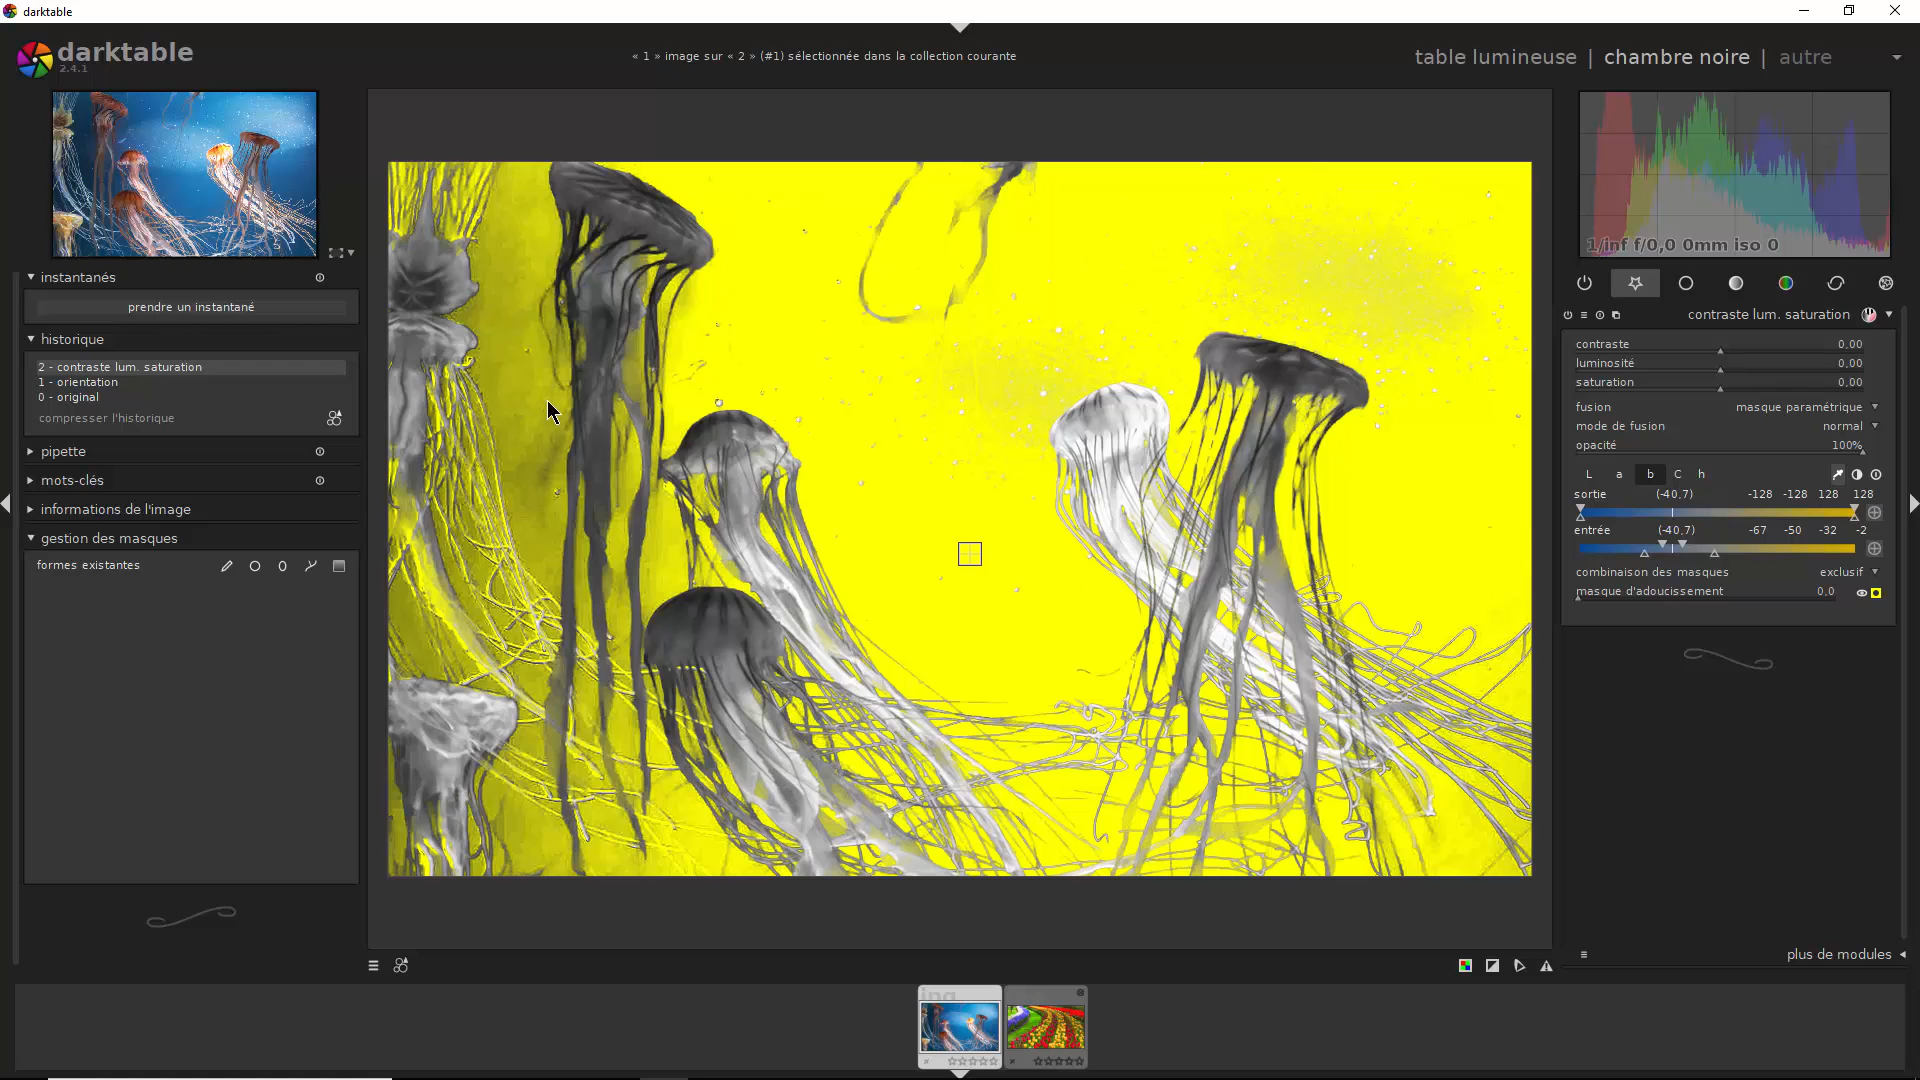 darktable
darktable
2.4.1
« 1 » image sur « 2 » (#1) sélectionnée dans la collection courante
table lumineuse | chambre noire | autre
instantanés
prendre un instantané
historique
2 - contraste lum. saturation
1 - orientation
0 - original
compresser l'historique
pipette
mots-clés
informations de l'image
gestion des masques
formes existantes
1/inf f/0,0 0mm iso 0
contraste lum. saturation
contraste 0,00
luminosité 0,00
saturation 0,00
fusion masque paramétrique
mode de fusion normal
opacité 100%
L a b C h
sortie (-40,7) -128 -128 128 128
entrée (-40,7) -67 -50 -32 -2
combinaison des masques exclusif
masque d'adoucissement 0,0
plus de modules
jpg